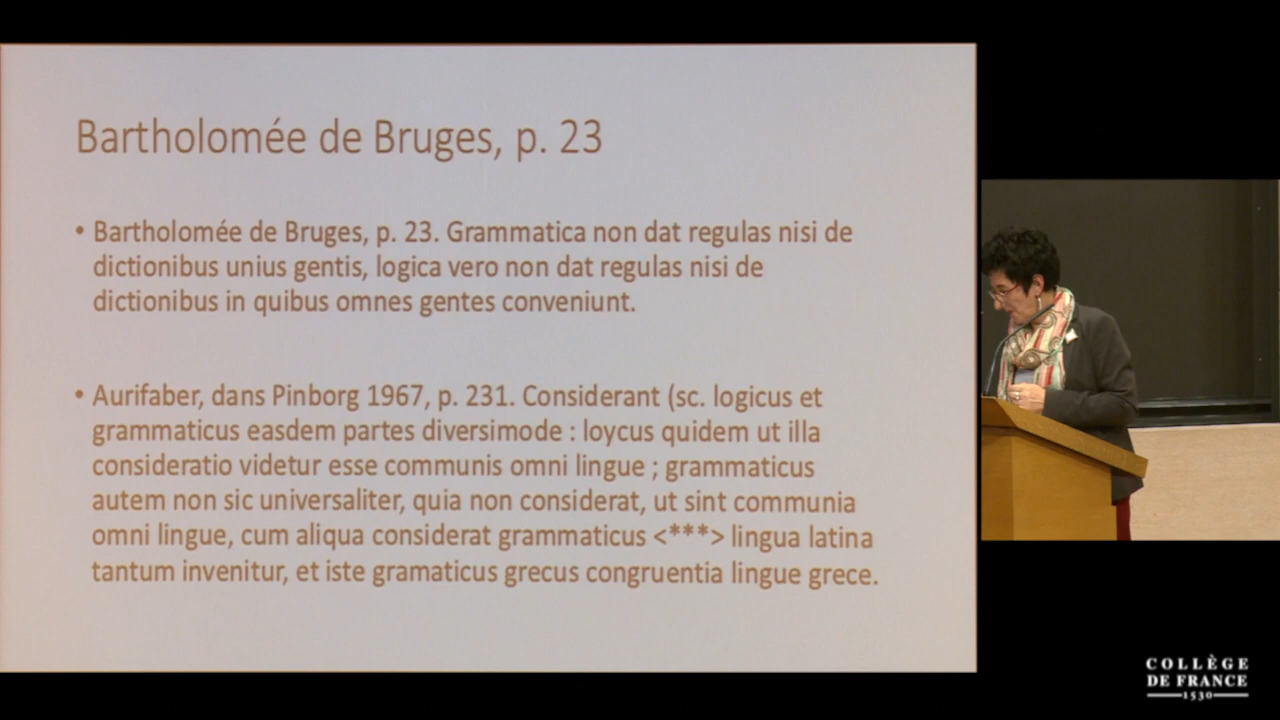 Bartholomée de Bruges, p. 23
• Bartholomée de Bruges, p. 23. Grammatica non dat regulas nisi de
dictionibus unius gentis, logica vero non dat regulas nisi de
dictionibus in quibus omnes gentes conveniunt.
• Aurifaber, dans Pinborg 1967, p. 231. Considerant (sc. logicus et
grammaticus easdem partes diversimode : loycus quidem ut illa
consideratio videtur esse communis omni lingue ; grammaticus
autem non sic universaliter, quia non considerat, ut sint communia
omni lingue, cum aliqua considerat grammaticus <***> lingua latina
tantum invenitur, et iste gramaticus grecus congruentia lingue grece.
COLLÈGE
DE FRANCE
1530